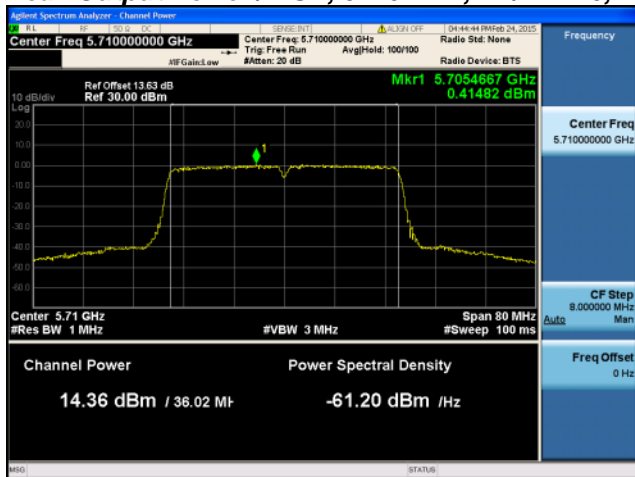 Agilent Spectrum Analyzer - Channel Power
RL RF 50 Ω DC SENSE:INT ALIGN OFF 04:44:44 PM Feb 24, 2015
Center Freq 5.710000000 GHz
Center Freq: 5.710000000 GHz
Radio Std: None
Frequency
Trig: Free Run Avg|Hold: 100/100
#IFGain:Low #Atten: 20 dB Radio Device: BTS
Mkr1 5.7054667 GHz
0.41482 dBm
Ref Offset 13.63 dB
10 dB/div Ref 30.00 dBm
Log
20.0
10.0
0.00
-10.0
-20.0
-30.0
-40.0
-50.0
-60.0
1
Center Freq
5.710000000 GHz
Center 5.71 GHz Span 80 MHz
#Res BW 1 MHz #VBW 3 MHz #Sweep 100 ms
CF Step
8.000000 MHz
Auto Man
Channel Power Power Spectral Density
14.36 dBm / 36.02 MH
-61.20 dBm /Hz
Freq Offset
0 Hz
MSG STATUS